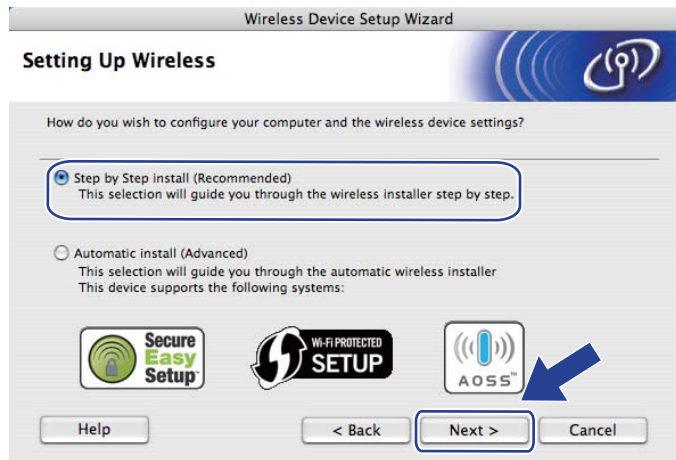 Wireless Device Setup Wizard
Setting Up Wireless
How do you wish to configure your computer and the wireless device settings?
Step by Step install (Recommended)
This selection will guide you through the wireless installer step by step.
Automatic install (Advanced)
This selection will guide you through the automatic wireless installer
This device supports the following systems:
Secure
Easy
Setup™
Wi-Fi PROTECTED
SETUP
AOSS™
Help
< Back
Next >
Cancel